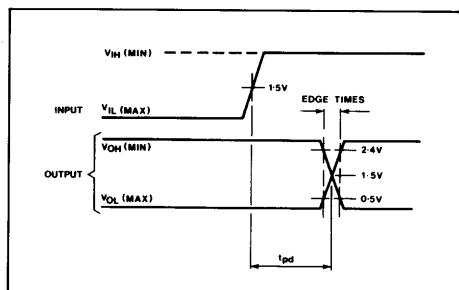 VIH (MIN)
1·5V
EDGE TIMES
INPUT
VIL (MAX)
VOH (MIN)
2·4V
OUTPUT
1·5V
VOL (MAX)
0·5V
tpd